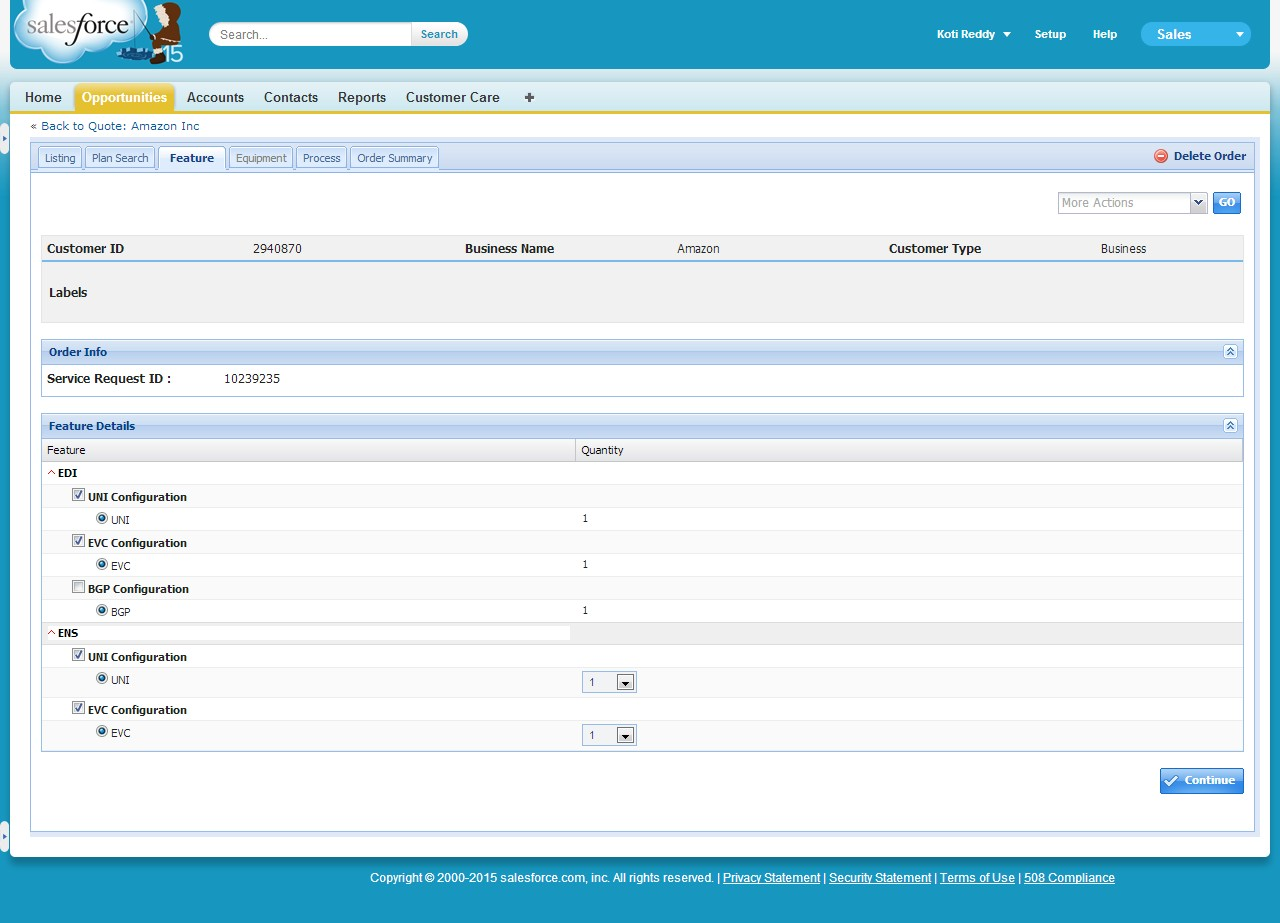 salesforce 15
Search... Search Koti Reddy Setup Help Sales
Home Opportunities Accounts Contacts Reports Customer Care +
« Back to Quote: Amazon Inc
Listing Plan Search Feature Equipment Process Order Summary Delete Order
More Actions GO
Customer ID 2940870 Business Name Amazon Customer Type Business
Labels
Order Info
Service Request ID : 10239235
Feature Details
Feature Quantity
EDI
UNI Configuration
UNI 1
EVC Configuration
EVC 1
BGP Configuration
BGP 1
ENS
UNI Configuration
UNI 1
EVC Configuration
EVC 1
Continue
Copyright © 2000-2015 salesforce.com, inc. All rights reserved. | Privacy Statement | Security Statement | Terms of Use | 508 Compliance